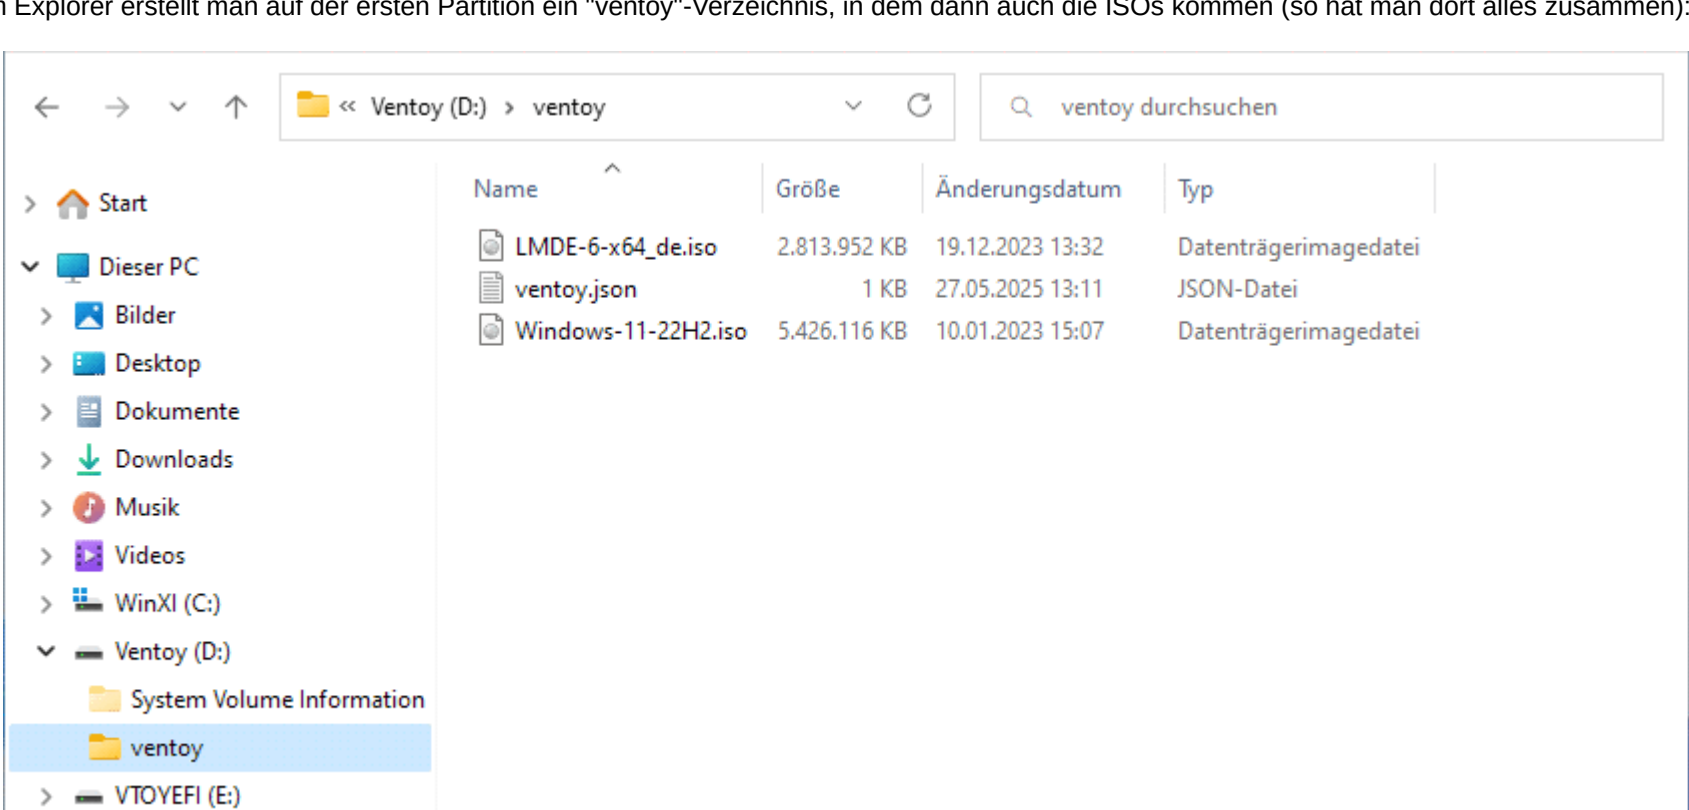 Explorer erstellt man auf der ersten Partition ein "ventoy"-Verzeichnis, in dem dann auch die ISOs kommen (so hat man dort alles zusammen):
« Ventoy (D:) › ventoy
ventoy durchsuchen
Name Größe Änderungsdatum Typ
LMDE-6-x64_de.iso 2.813.952 KB 19.12.2023 13:32 Datenträgerimagedatei
ventoy.json 1 KB 27.05.2025 13:11 JSON-Datei
Windows-11-22H2.iso 5.426.116 KB 10.01.2023 15:07 Datenträgerimagedatei
Start
Dieser PC
Bilder
Desktop
Dokumente
Downloads
Musik
Videos
WinXI (C:)
Ventoy (D:)
System Volume Information
ventoy
VTOYEFI (E:)